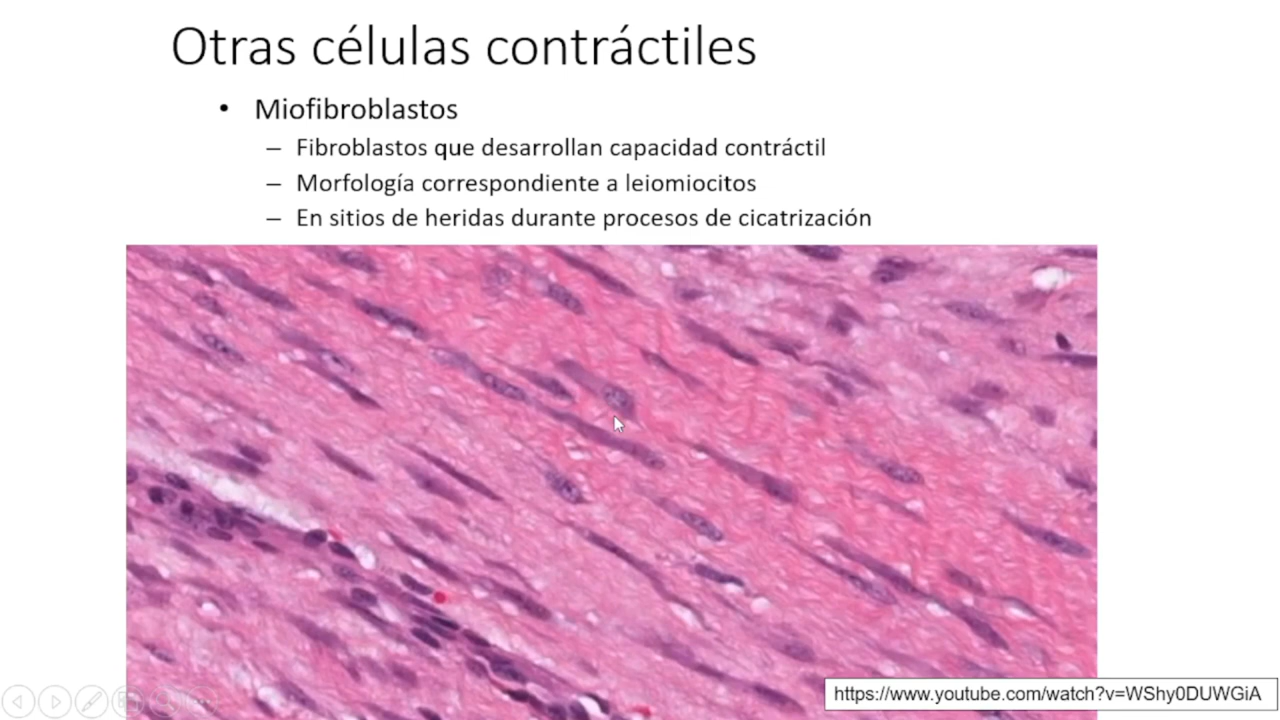 Otras células contráctiles
• Miofibroblastos
– Fibroblastos que desarrollan capacidad contráctil
– Morfología correspondiente a leiomiocitos
– En sitios de heridas durante procesos de cicatrización
https://www.youtube.com/watch?v=WShy0DUWGiA